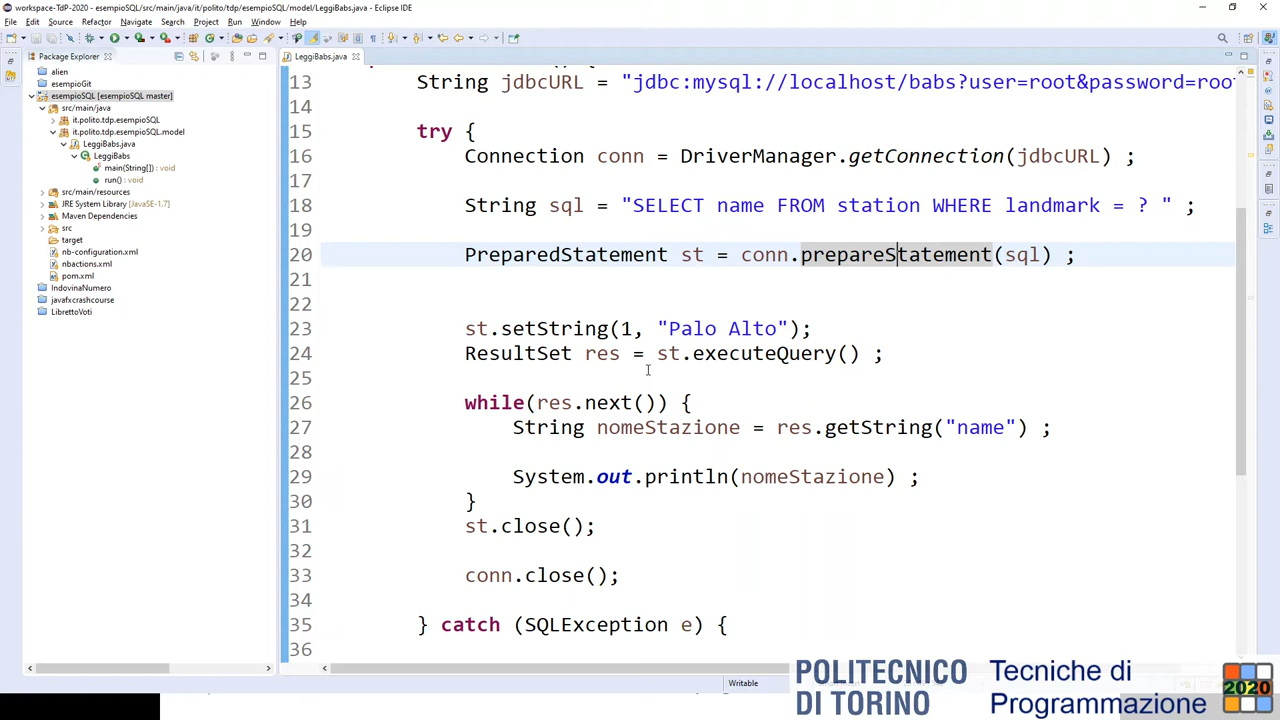 workspace-TdP-2020 - esempioSQL/src/main/java/it/polito/tdp/esempioSQL/model/LeggiBabs.java - Eclipse IDE
File Edit Source Refactor Navigate Search Project Run Window Help
Package Explorer
LeggiBabs.java
alien
esempioGit
esempioSQL [esempioSQL master]
src/main/java
it.polito.tdp.esempioSQL
it.polito.tdp.esempioSQL.model
LeggiBabs.java
LeggiBabs
main(String[]) : void
run() : void
src/main/resources
JRE System Library [JavaSE-1.7]
Maven Dependencies
src
target
nb-configuration.xml
nbactions.xml
pom.xml
IndovinaNumero
javafxcrashcourse
LibrettoVoti
13 String jdbcURL = "jdbc:mysql://localhost/babs?user=root&password=roo
14
15 try {
16 Connection conn = DriverManager.getConnection(jdbcURL) ;
17
18 String sql = "SELECT name FROM station WHERE landmark = ? " ;
20 PreparedStatement st = conn.prepareStatement(sql) ;
21
22
23 st.setString(1, "Palo Alto");
24 ResultSet res = st.executeQuery() ;
25
26 while(res.next()) {
27 String nomeStazione = res.getString("name") ;
28
29 System.out.println(nomeStazione) ;
30 }
31 st.close();
32
33 conn.close();
34
35 } catch (SQLException e) {
36
Writable
POLITECNICO
DI TORINO
Tecniche di
Programmazione
2020